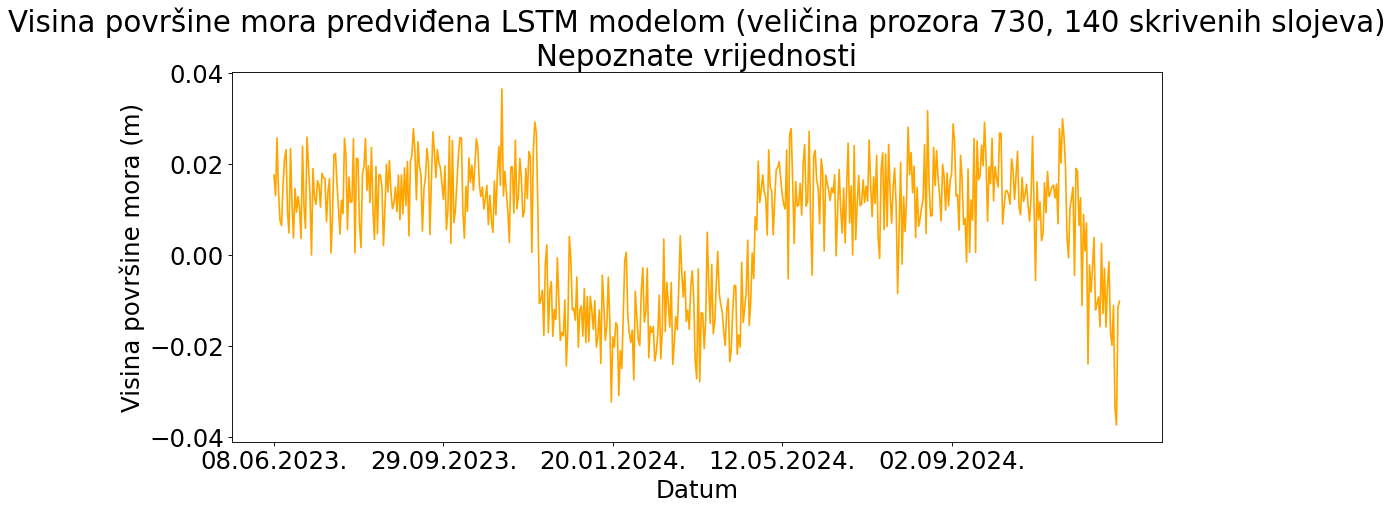 Visina površine mora predviđena LSTM modelom (veličina prozora 730, 140 skrivenih slojeva)
Nepoznate vrijednosti
Visina površine mora (m)
0.04
0.02
0.00
−0.02
−0.04
08.06.2023. 29.09.2023. 20.01.2024. 12.05.2024. 02.09.2024.
Datum